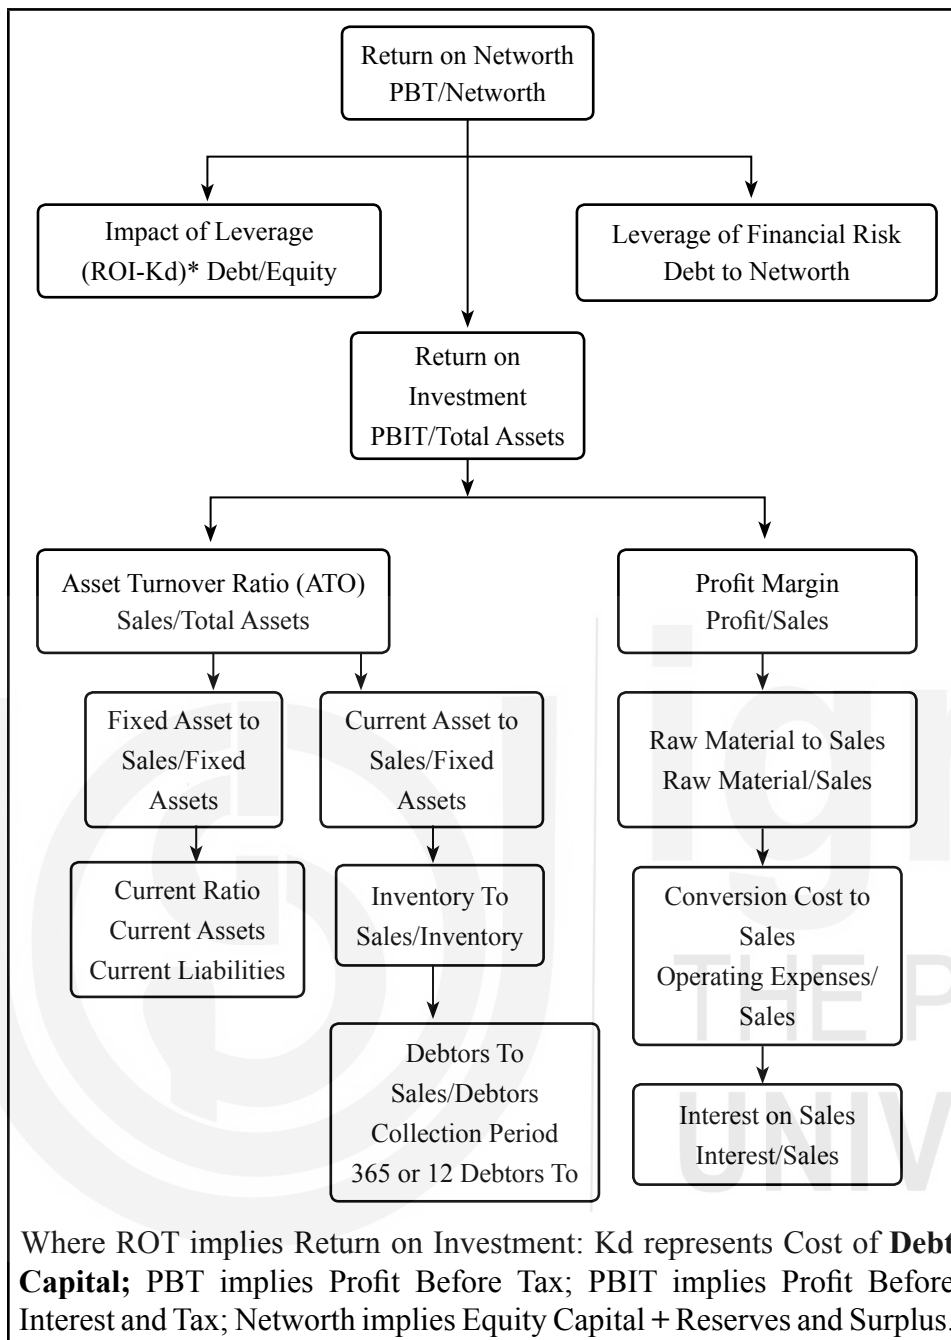 Return on Networth
PBT/Networth
Impact of Leverage
(ROI-Kd)* Debt/Equity
Leverage of Financial Risk
Debt to Networth
Return on
Investment
PBIT/Total Assets
Asset Turnover Ratio (ATO)
Sales/Total Assets
Profit Margin
Profit/Sales
Fixed Asset to
Sales/Fixed
Assets
Current Asset to
Sales/Fixed
Assets
Raw Material to Sales
Raw Material/Sales
Current Ratio
Current Assets
Current Liabilities
Inventory To
Sales/Inventory
Conversion Cost to
Sales
Operating Expenses/
Sales
Debtors To
Sales/Debtors
Collection Period
365 or 12 Debtors To
Interest on Sales
Interest/Sales
ign
THE P
UNIV
Where ROT implies Return on Investment: Kd represents Cost of Debt
Capital; PBT implies Profit Before Tax; PBIT implies Profit Before
Interest and Tax; Networth implies Equity Capital + Reserves and Surplus